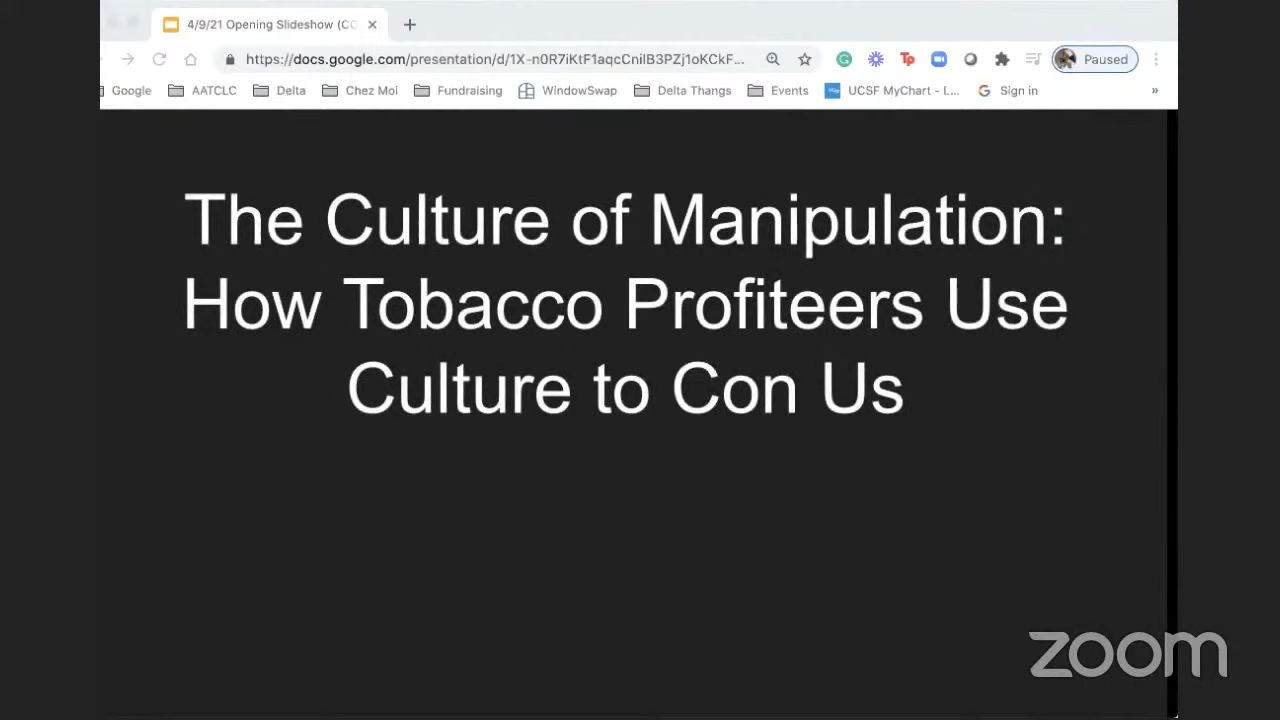 4/9/21 Opening Slideshow (CC
https://docs.google.com/presentation/d/1X-n0R7iKtF1aqcCnilB3PZj1oKCkF... Paused
Google AATCLC Delta Chez Moi Fundraising WindowSwap Delta Thangs Events UCSF MyChart - L... Sign in »
The Culture of Manipulation:
How Tobacco Profiteers Use
Culture to Con Us
zoom